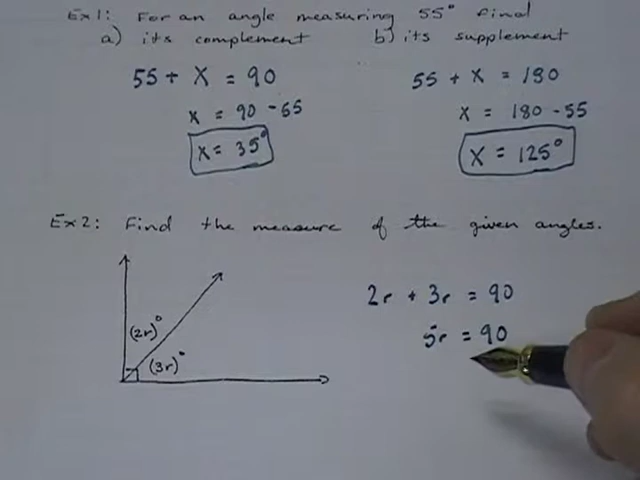 Ex1: For an angle measuring 55° find
a) its complement b) its supplement
55 + x = 90
x = 90 - 55
x = 35°
55 + x = 180
x = 180 - 55
x = 125°
Ex2: Find the measure of the given angles.
(2r)°
(3r)°
2r + 3r = 90
5r = 90